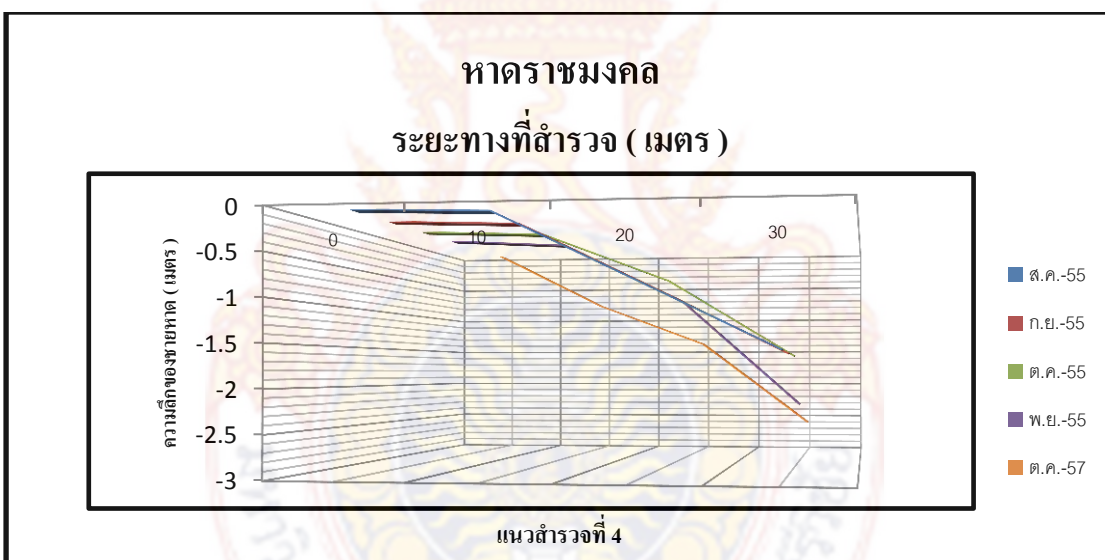 หาดราชมงคล
ระยะทางที่สำรวจ ( เมตร )
0 10 20 30
ความลึกของชายหาด ( เมตร )
0
-0.5
-1
-1.5
-2
-2.5
-3
ส.ค.-55
ก.ย.-55
ต.ค.-55
พ.ย.-55
ต.ค.-57
แนวสำรวจที่ 4